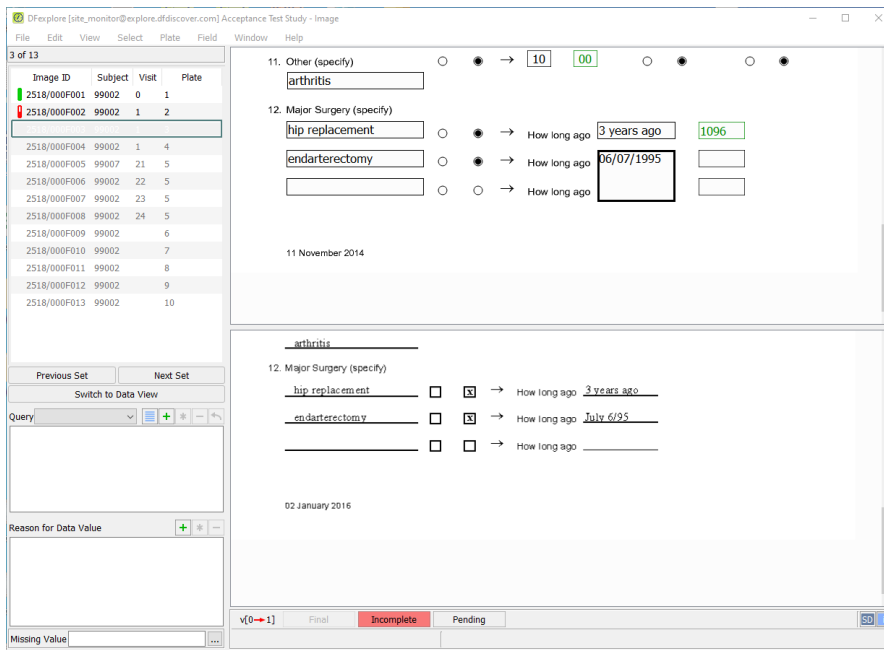 DFexplore [site_monitor@explore.dfdiscover.com] Acceptance Test Study - Image
File Edit View Select Plate Field Window Help
3 of 13
Image ID Subject Visit Plate
2518/000F001 99002 0 1
2518/000F002 99002 1 2
2518/000F004 99002 1 4
2518/000F005 99007 21 5
2518/000F006 99002 22 5
2518/000F007 99002 23 5
2518/000F008 99002 24 5
2518/000F009 99002 6
2518/000F010 99002 7
2518/000F011 99002 8
2518/000F012 99002 9
2518/000F013 99002 10
Previous Set Next Set
Switch to Data View
Query
Reason for Data Value
Missing Value ...
11. Other (specify) → 10 00
arthritis
12. Major Surgery (specify)
hip replacement → How long ago 3 years ago 1096
endarterectomy → How long ago 06/07/1995
→ How long ago
11 November 2014
arthritis
12. Major Surgery (specify)
hip replacement x → How long ago 3 years ago
endarterectomy x → How long ago July 6/95
→ How long ago
02 January 2016
v[0→1] Final Incomplete Pending SD